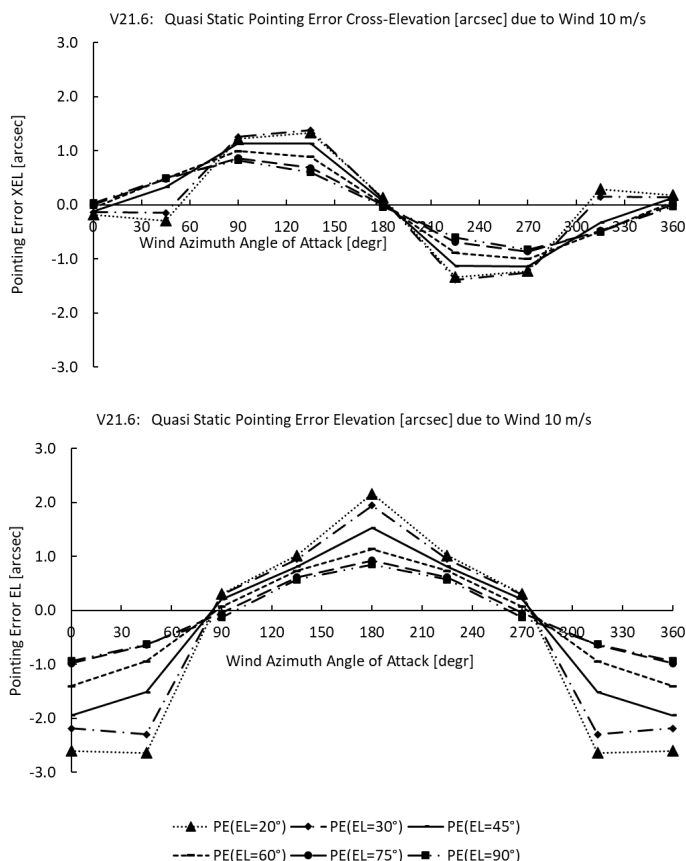 V21.6: Quasi Static Pointing Error Cross-Elevation [arcsec] due to Wind 10 m/s
3.0
2.0
1.0
0.0
-1.0
-2.0
-3.0
Pointing Error XEL [arcsec]
0 30 60 90 120 150 180 210 240 270 300 330 360
Wind Azimuth Angle of Attack [degr]
V21.6: Quasi Static Pointing Error Elevation [arcsec] due to Wind 10 m/s
3.0
2.0
1.0
0.0
-1.0
-2.0
-3.0
Pointing Error EL [arcsec]
0 30 60 90 120 150 180 210 240 270 300 330 360
Wind Azimuth Angle of Attack [degr]
PE(EL=20°) PE(EL=30°) PE(EL=45°)
PE(EL=60°) PE(EL=75°) PE(EL=90°)